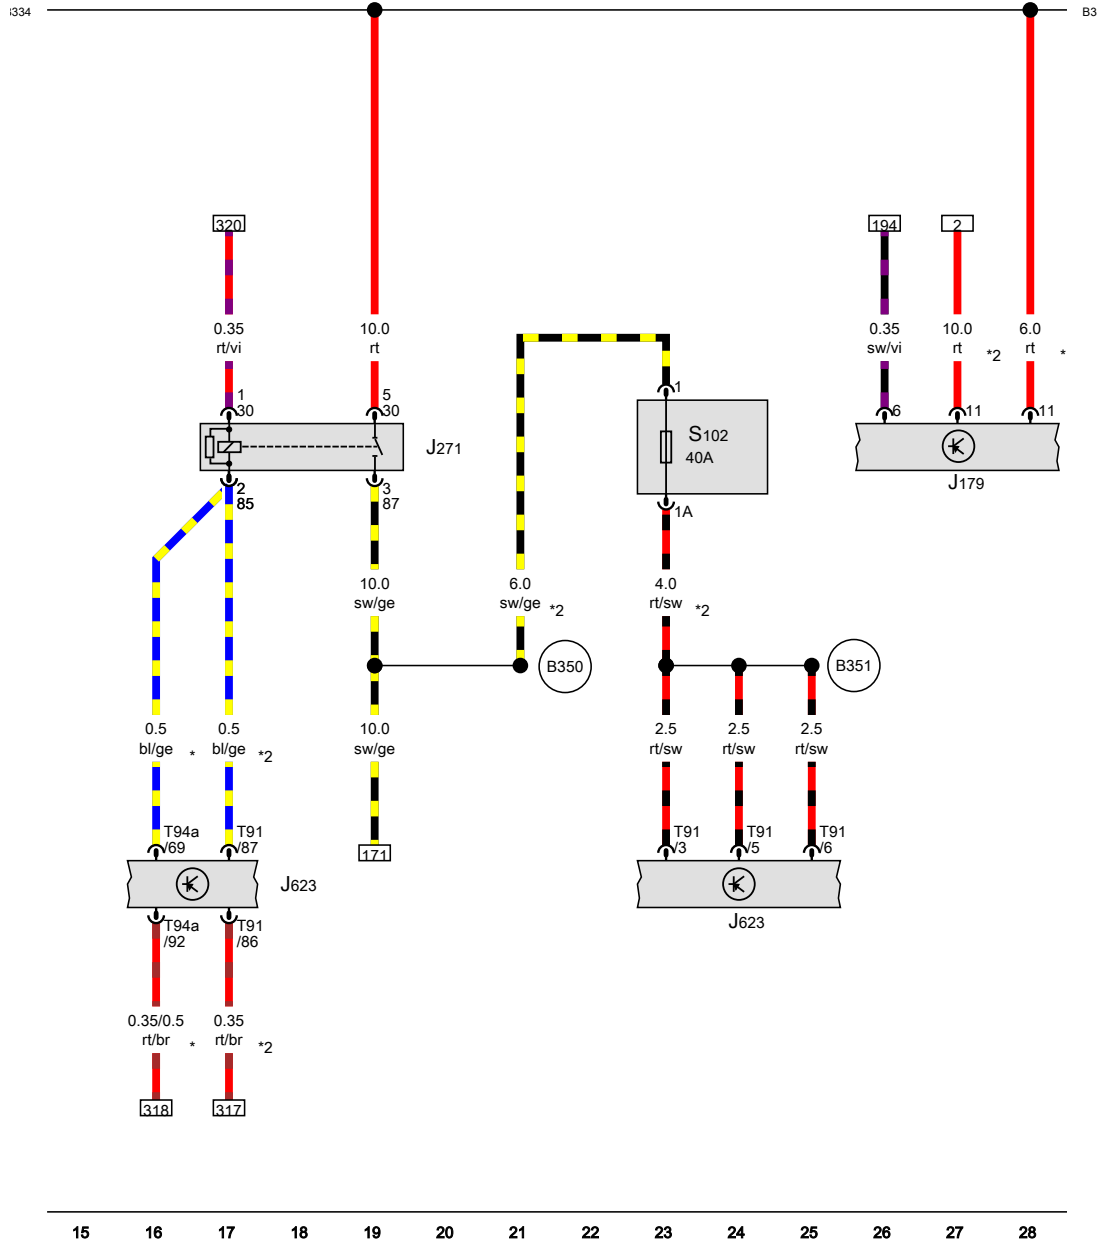 B3
320
194
2
0.35
10.0
0.35
10.0
6.0
rt/vi
rt
sw/vi
rt
*2
rt
*
1
5
1
30
30
6
11
11
S102
J271
40A
J179
2
3
85
87
1A
10.0
6.0
4.0
sw/ge
sw/ge
*2
rt/sw
*2
B350
B351
0.5
0.5
10.0
2.5
2.5
2.5
bl/ge
*
bl/ge
*2
sw/ge
rt/sw
rt/sw
rt/sw
T94a
T91
T91
T91
T91
/69
/87
171
/3
/5
/6
J623
T94a
T91
J623
/92
/86
0.35/0.5
0.35
rt/br
*
rt/br
*2
318
317
15 16 17 18 19 20 21 22 23 24 25 26 27 28